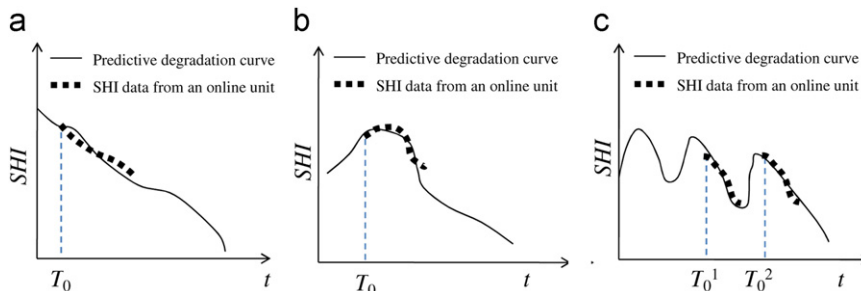 a
Predictive degradation curve
SHI data from an online unit
SHI
T₀
t
b
Predictive degradation curve
SHI data from an online unit
SHI
T₀
t
c
Predictive degradation curve
SHI data from an online unit
SHI
T₀¹
T₀²
t